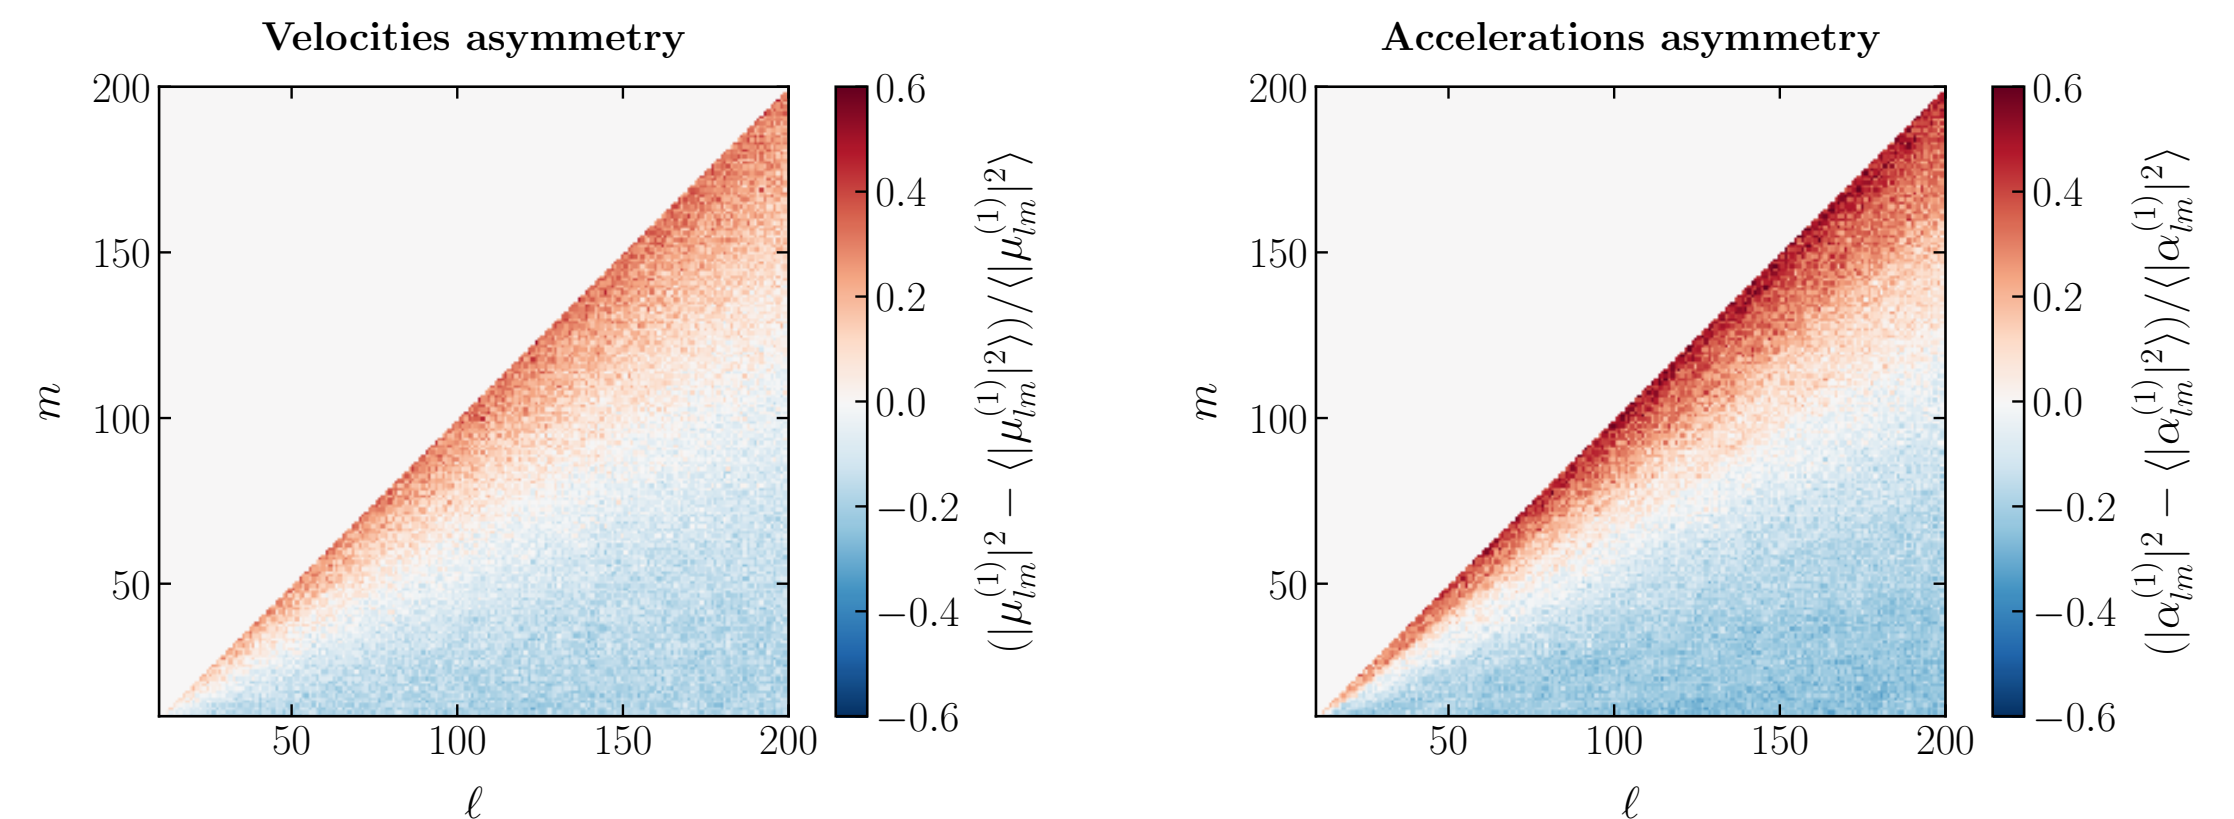 Velocities asymmetry
200
150
100
50
m
50 100 150 200
ℓ
0.6
0.4
0.2
0.0
−0.2
−0.4
−0.6
(|μ_{lm}^{(1)}|^2 − ⟨|μ_{lm}^{(1)}|^2⟩)/⟨|μ_{lm}^{(1)}|^2⟩
Accelerations asymmetry
200
150
100
50
m
50 100 150 200
ℓ
0.6
0.4
0.2
0.0
−0.2
−0.4
−0.6
(|α_{lm}^{(1)}|^2 − ⟨|α_{lm}^{(1)}|^2⟩)/⟨|α_{lm}^{(1)}|^2⟩